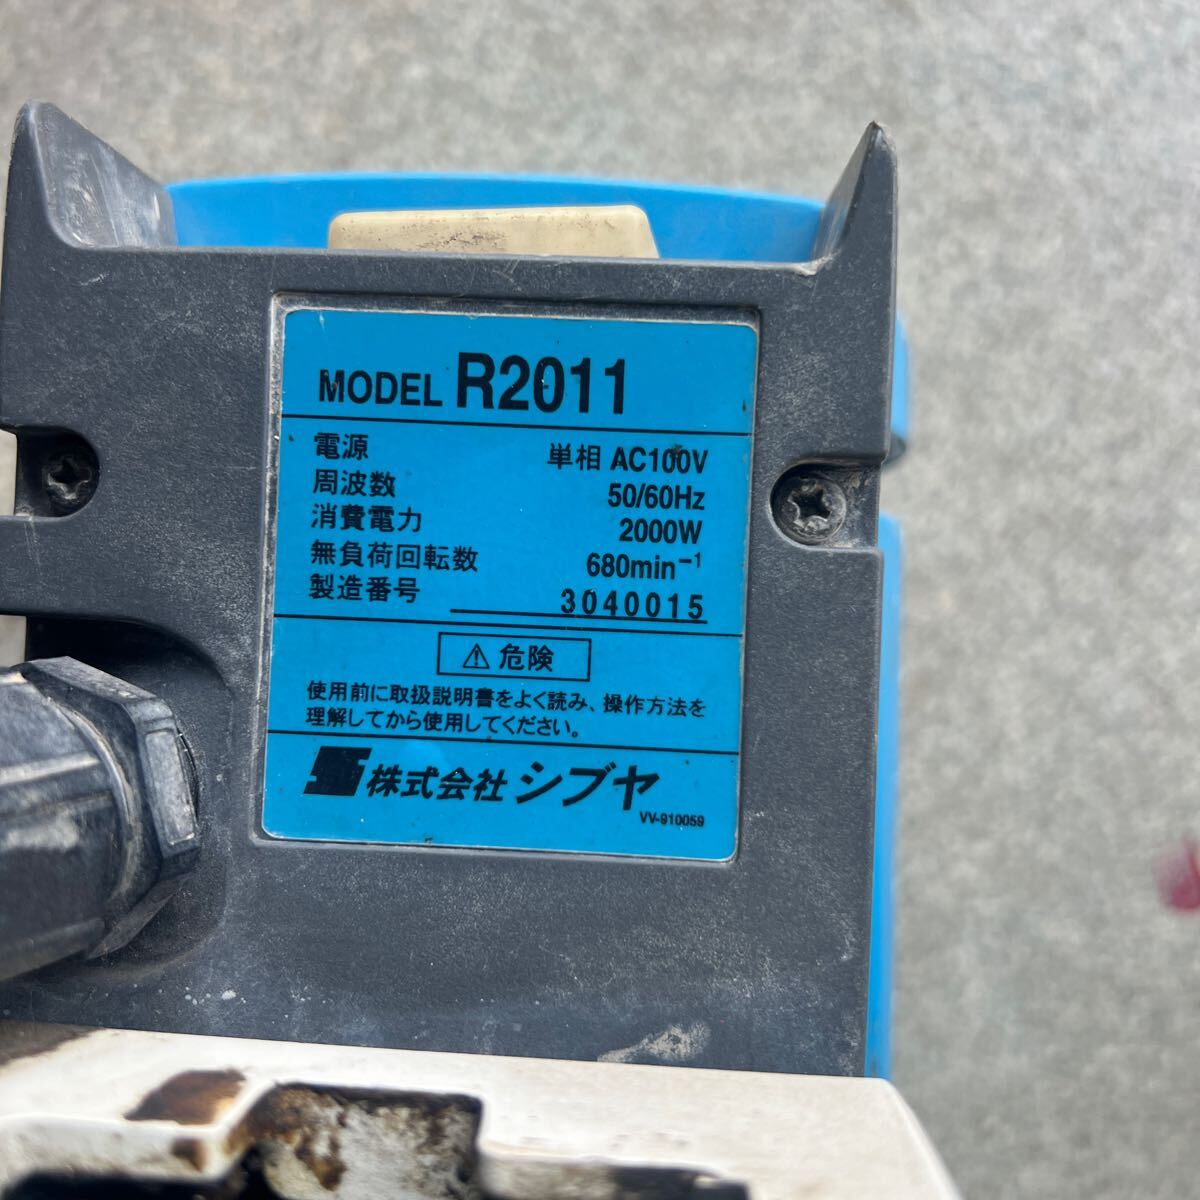 MODEL R2011
電源 単相 AC100V
周波数 50/60Hz
消費電力 2000W
無負荷回転数 680min⁻¹
製造番号 3040015
⚠ 危険
使用前に取扱説明書をよく読み、操作方法を
理解してから使用してください。
株式会社 シブヤ
VV-910059